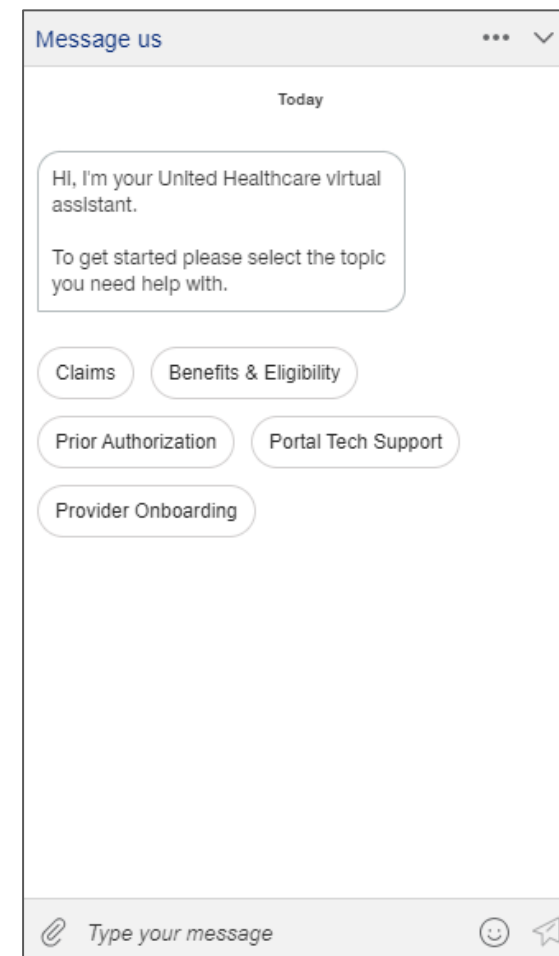 Message us
Today
Hi, I'm your United Healthcare virtual
assistant.
To get started please select the topic
you need help with.
Claims
Benefits & Eligibility
Prior Authorization
Portal Tech Support
Provider Onboarding
Type your message